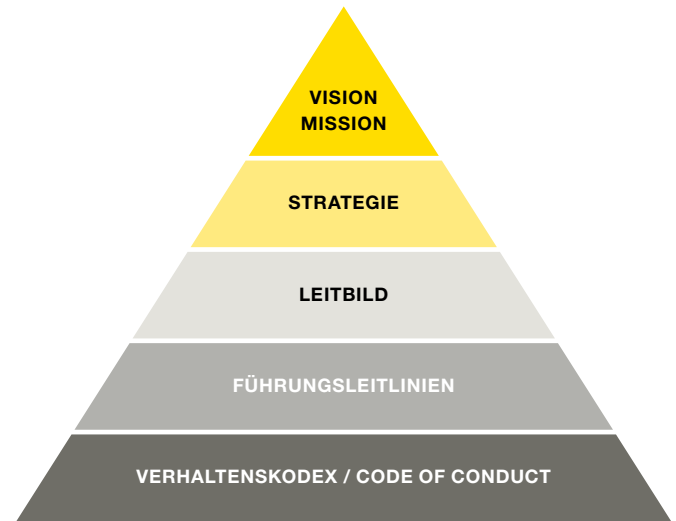 VISION
MISSION
STRATEGIE
LEITBILD
FÜHRUNGSLEITLINIEN
VERHALTENSKODEX / CODE OF CONDUCT